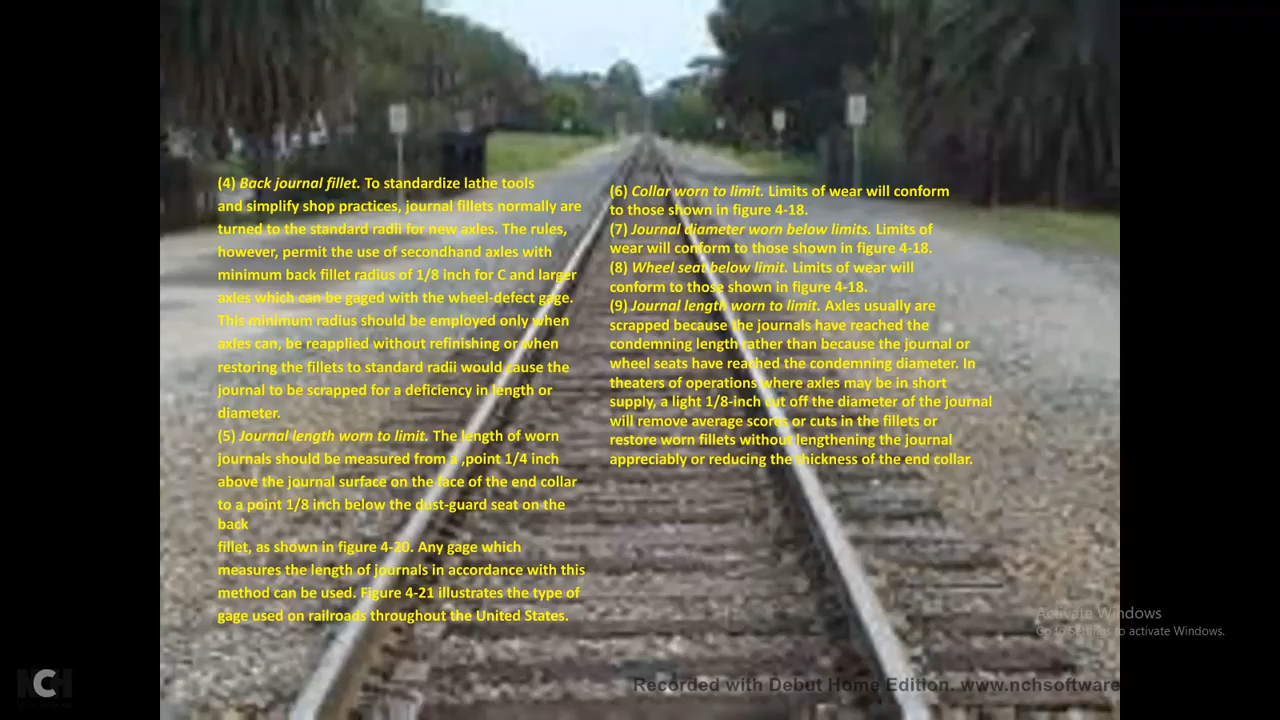 (4) Back journal fillet. To standardize lathe tools
and simplify shop practices, journal fillets normally are
turned to the standard radii for new axles. The rules,
however, permit the use of secondhand axles with
minimum back fillet radius of 1/8 inch for C and larger
axles which can be gaged with the wheel-defect gage.
This minimum radius should be employed only when
axles can, be reapplied without refinishing or when
restoring the fillets to standard radii would cause the
journal to be scrapped for a deficiency in length or
diameter.
(5) Journal length worn to limit. The length of worn
journals should be measured from a ,point 1/4 inch
above the journal surface on the face of the end collar
to a point 1/8 inch below the dust-guard seat on the
back
fillet, as shown in figure 4-20. Any gage which
measures the length of journals in accordance with this
method can be used. Figure 4-21 illustrates the type of
gage used on railroads throughout the United States.
(6) Collar worn to limit. Limits of wear will conform
to those shown in figure 4-18.
(7) Journal diameter worn below limits. Limits of
wear will conform to those shown in figure 4-18.
(8) Wheel seat below limit. Limits of wear will
conform to those shown in figure 4-18.
(9) Journal length worn to limit. Axles usually are
scrapped because the journals have reached the
condemning length rather than because the journal or
wheel seats have reached the condemning diameter. In
theaters of operations where axles may be in short
supply, a light 1/8-inch cut off the diameter of the journal
will remove average scores or cuts in the fillets or
restore worn fillets without lengthening the journal
appreciably or reducing the thickness of the end collar.
Activate Windows
Go to Settings to activate Windows.
NCH
Recorded with Debut Home Edition. www.nchsoftware